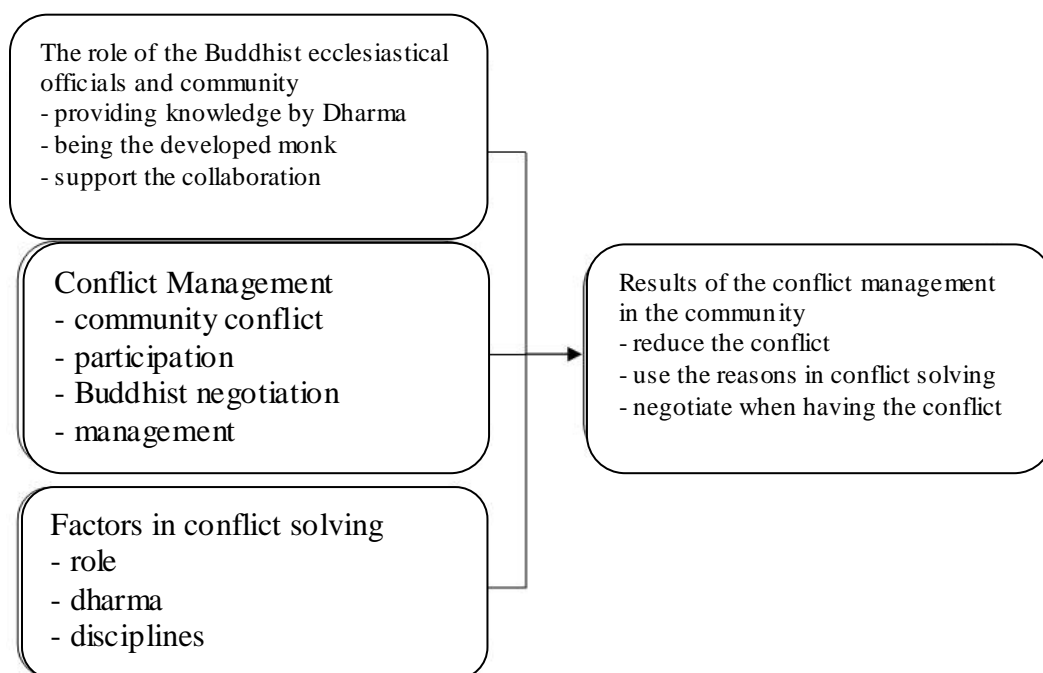 The role of the Buddhist ecclesiastical
officials and community
- providing knowledge by Dharma
- being the developed monk
- support the collaboration
Conflict Management
- community conflict
- participation
- Buddhist negotiation
- management
Factors in conflict solving
- role
- dharma
- disciplines
Results of the conflict management
in the community
- reduce the conflict
- use the reasons in conflict solving
- negotiate when having the conflict